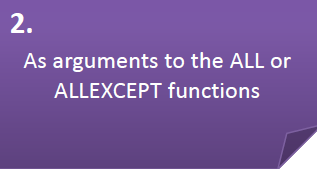 2.
As arguments to the ALL or
ALLEXCEPT functions